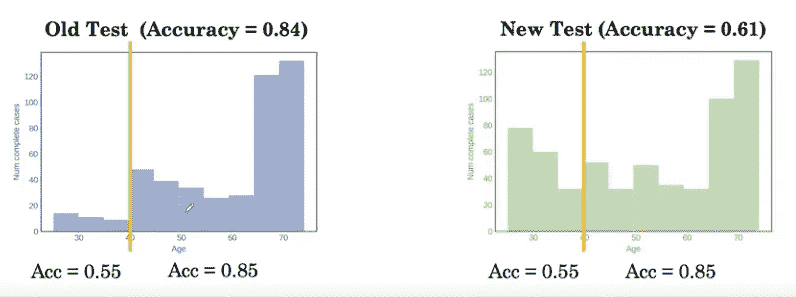 Old Test (Accuracy = 0.84)
120
100
80
60
40
20
0
Num complete cases
30
40
50
60
70
Age
Acc = 0.55
Acc = 0.85
New Test (Accuracy = 0.61)
120
100
80
60
40
20
0
Num complete cases
30
40
50
60
70
Age
Acc = 0.55
Acc = 0.85